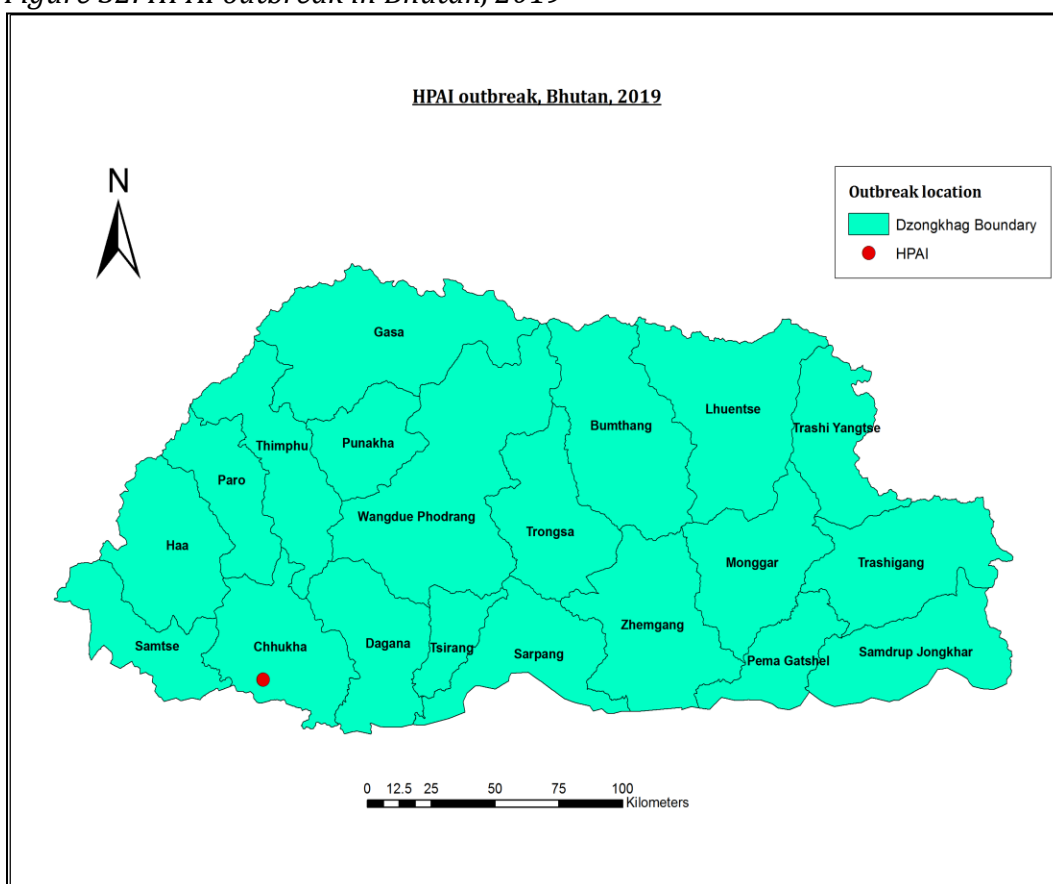 Figure 32: HPAI outbreak in Bhutan, 2019
HPAI outbreak, Bhutan, 2019
N
Outbreak location
Dzongkhag Boundary
HPAI
Gasa
Lhuentse
Bumthang
Trashi Yangtse
Thimphu
Punakha
Paro
Wangdue Phodrang
Trongsa
Haa
Monggar
Trashigang
Zhemgang
Samtse
Chhukha
Dagana
Tsirang
Sarpang
Pema Gatshel
Samdrup Jongkhar
0 12.5 25 50 75 100
Kilometers